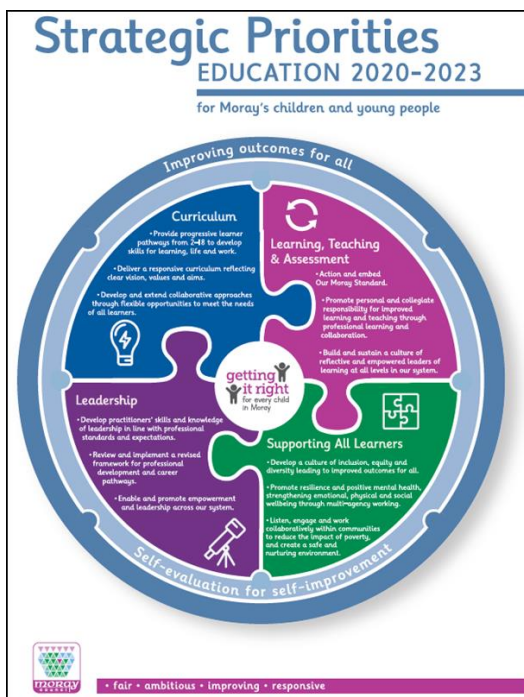 Strategic Priorities
EDUCATION 2020-2023
for Moray's children and young people
Improving outcomes for all
Curriculum
• Provide progressive learner
pathways from 2-18 to develop
skills for learning, life and work.
• Deliver a responsive curriculum reflecting
clear vision, values and aims.
• Develop and extend collaborative approaches
through flexible opportunities to meet the needs
of all learners.
Learning, Teaching
& Assessment
• Action and embed
Our Moray Standard.
• Promote personal and collegiate
responsibility for improved
learning and teaching through
professional learning and
collaboration.
• Build and sustain a culture of
reflective and empowered leaders of
learning at all levels in our system.
getting
it right
for every child
in Moray
Leadership
• Develop practitioners' skills and knowledge
of leadership in line with professional
standards and expectations.
• Review and implement a revised
framework for professional
development and career
pathways.
• Enable and promote empowerment
and leadership across our system.
Supporting All Learners
• Develop a culture of inclusion, equity and
diversity leading to improved outcomes for all.
• Promote resilience and positive mental health,
strengthening emotional, physical and social
wellbeing through multi-agency working.
• Listen, engage and work
collaboratively within communities
to reduce the impact of poverty,
and create a safe and
nurturing environment.
Self-evaluation for self-improvement
moray
council
• fair • ambitious • improving • responsive